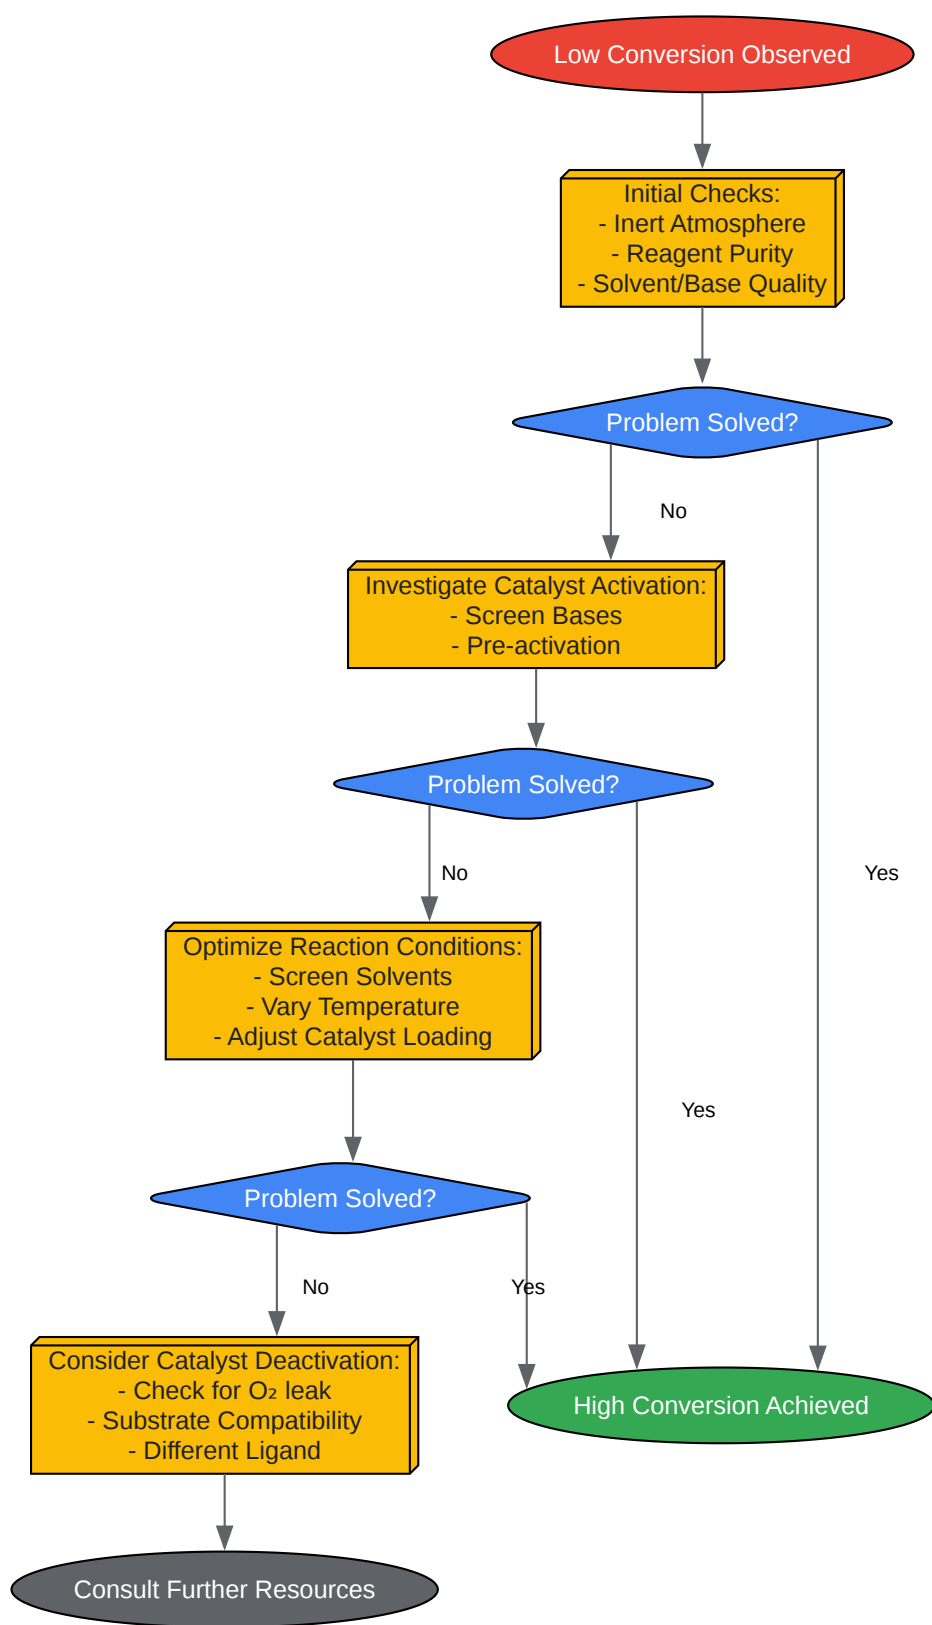 Low Conversion Observed
Initial Checks:
- Inert Atmosphere
- Reagent Purity
- Solvent/Base Quality
Problem Solved?
No
Investigate Catalyst Activation:
- Screen Bases
- Pre-activation
Problem Solved?
No
Yes
Optimize Reaction Conditions:
- Screen Solvents
- Vary Temperature
- Adjust Catalyst Loading
Yes
Problem Solved?
No
Yes
Consider Catalyst Deactivation:
- Check for O₂ leak
- Substrate Compatibility
- Different Ligand
High Conversion Achieved
Consult Further Resources